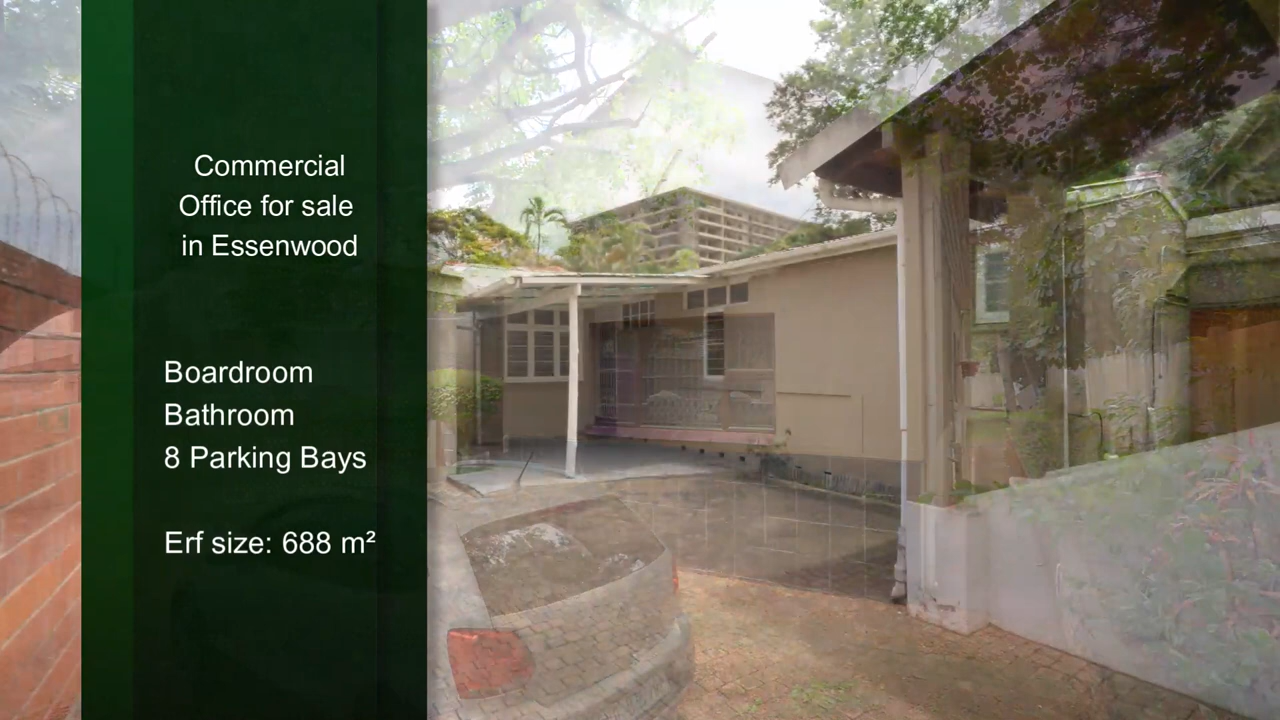 Commercial
Office for sale
in Essenwood
Boardroom
Bathroom
8 Parking Bays
Erf size: 688 m²